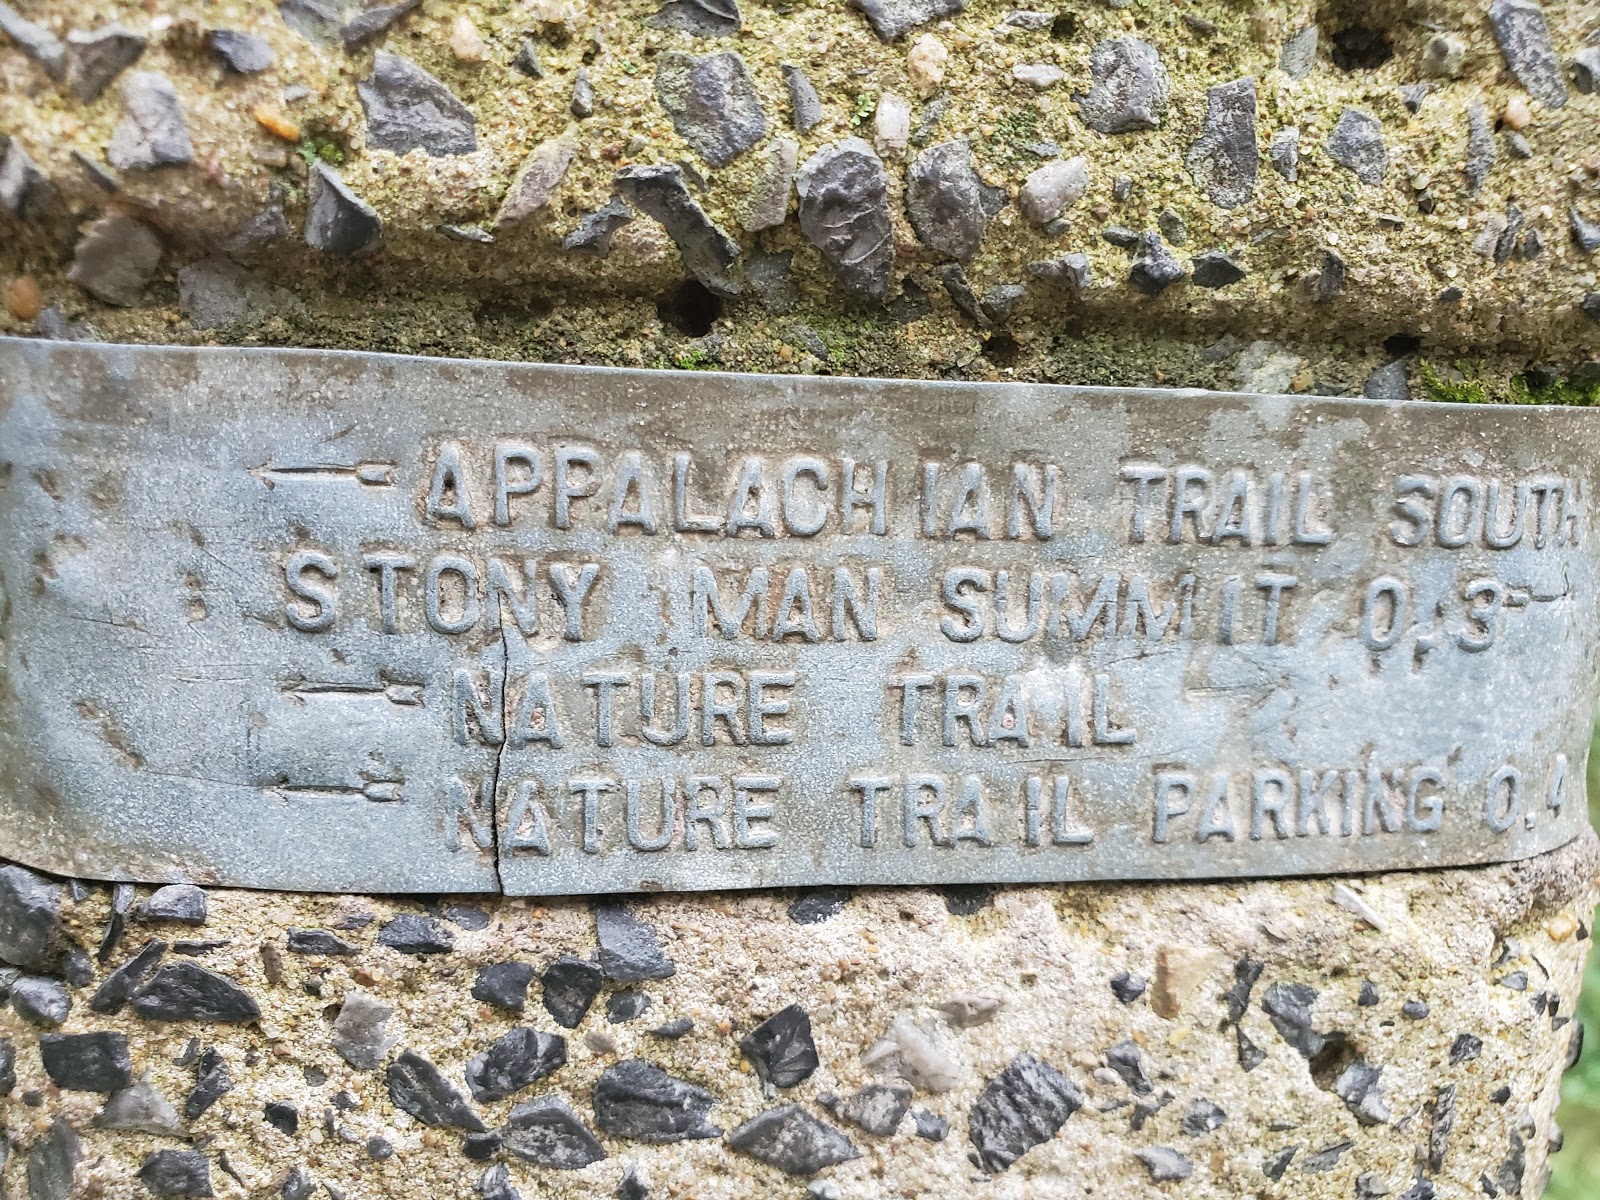 ← APPALACHIAN TRAIL SOUTH
STONY MAN SUMMIT 0.3 →
← NATURE TRAIL
← NATURE TRAIL PARKING 0.4